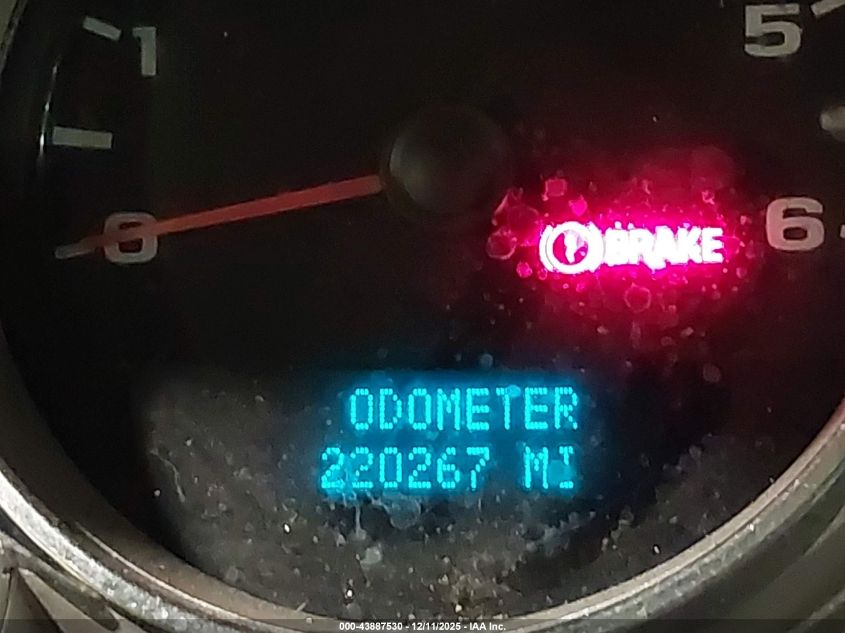 1
5
0
6
BRAKE
ODOMETER
220267 MI
000-43887530 - 12/11/2025 - IAA Inc.